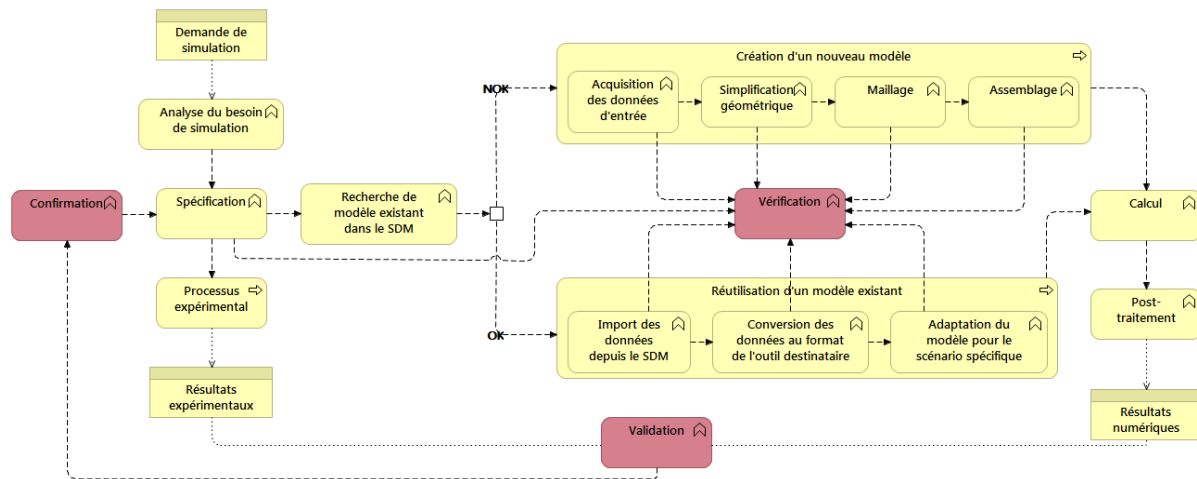 Demande de
simulation
Analyse du besoin
de simulation
Confirmation
Spécification
Recherche de
modèle existant
dans le SDM
NOK
OK
Création d'un nouveau modèle
Acquisition
des données
d'entrée
Simplification
géométrique
Maillage
Assemblage
Vérification
Calcul
Processus
expérimental
Réutilisation d'un modèle existant
Import des
données
depuis le SDM
Conversion des
données au format
de l'outil destinataire
Adaptation du
modèle pour le
scénario spécifique
Post-
traitement
Résultats
expérimentaux
Validation
Résultats
numériques